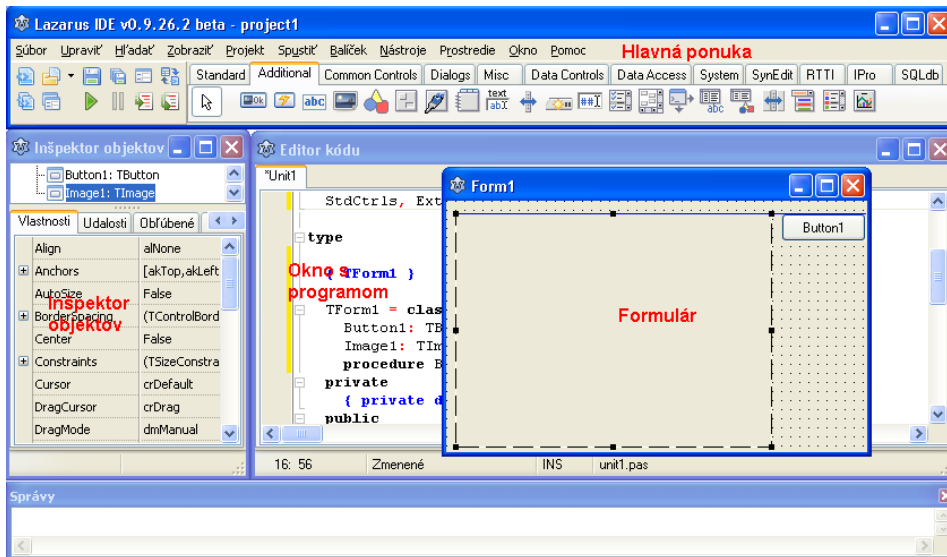 Lazarus IDE v0.9.26.2 beta - project1
Súbor Upraviť Hľadať Zobraziť Projekt Spustiť Balíček Nástroje Prostredie Okno Pomoc
Hlavná ponuka
Standard Additional Common Controls Dialogs Misc Data Controls Data Access System SynEdit RTTI IPro SQLdb
Inšpektor objektov
Button1: TButton
Image1: TImage
Vlastnosti Udalosti Obľúbené
Align alNone
Anchors [akTop,akLeft
AutoSize False
BorderSpacing (TControlBord
Center False
Constraints (TSizeConstra
Cursor crDefault
DragCursor crDrag
DragMode dmManual
Inšpektor
objektov
Editor kódu
*Unit1
StdCtrls, Ext
type
{ TForm1 }
TForm1 = clas
Button1: TB
Image1: TIm
procedure B
private
{ private d
public
Okno s
programom
16: 56 Zmenené INS unit1.pas
Form1
Button1
Formulár
Správy